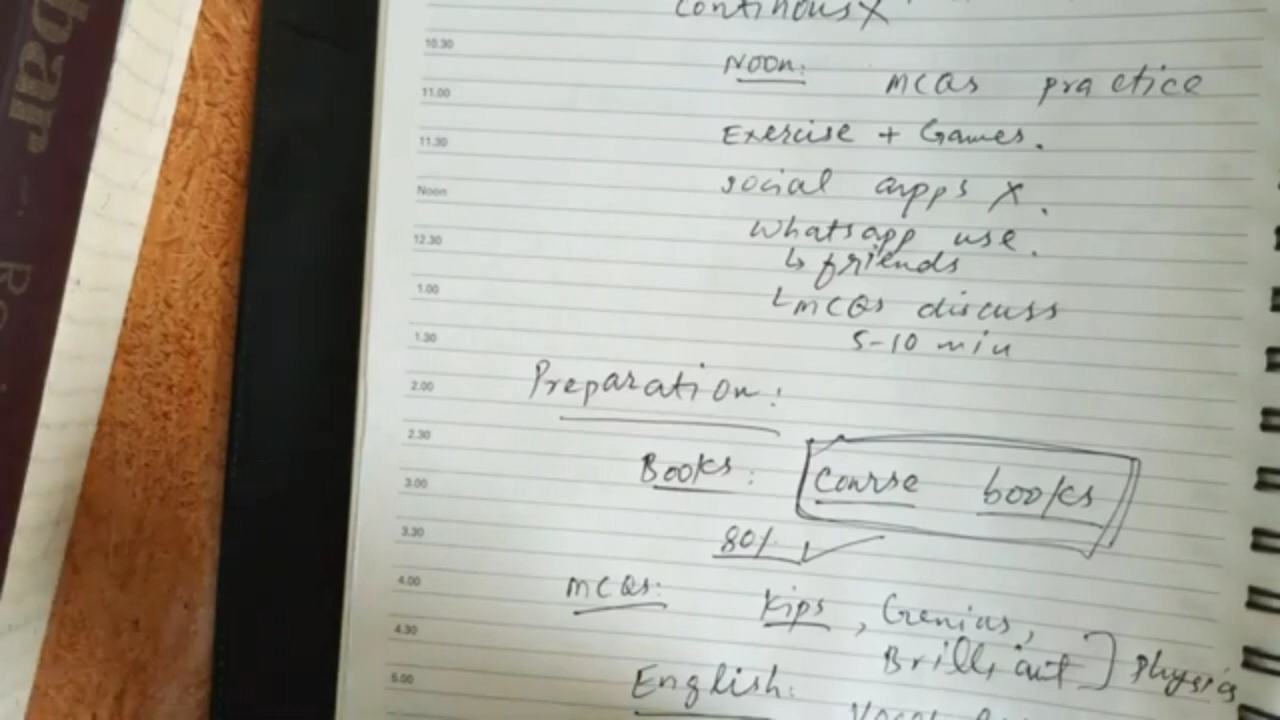 bar
continous X
10.30
Noon: MCQs practice
11.00
Exercise + Games.
11.30
social apps X.
Noon
Whatsapp use.
12.30
↳ friends
1.00
↳ MCQs discuss
5-10 min
1.30
Preparation:
2.00
2.30
Books: Course books
3.00
80% ✓
3.30
MCQs: Kips, Genius,
4.00
Brilliant ] Physics
4.30
English:
5.00